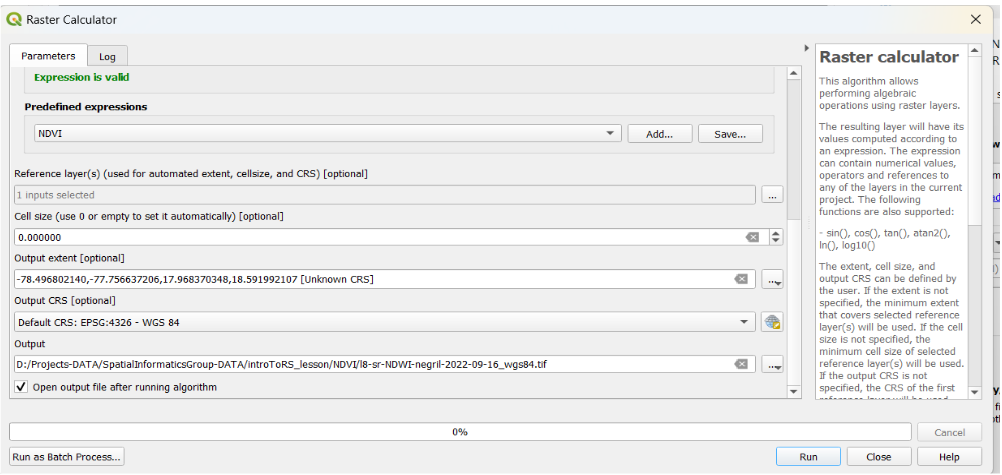 Raster Calculator
Parameters
Log
Expression is valid
Predefined expressions
NDVI
Add...
Save...
Reference layer(s) (used for automated extent, cellsize, and CRS) [optional]
1 inputs selected
...
Cell size (use 0 or empty to set it automatically) [optional]
0.000000
Output extent [optional]
-78.496802140,-77.756637206,17.968370348,18.591992107 [Unknown CRS]
...
Output CRS [optional]
Default CRS: EPSG:4326 - WGS 84
Output
D:/Projects-DATA/SpatialInformaticsGroup-DATA/introToRS_lesson/NDVI/l8-sr-NDWI-negril-2022-09-16_wgs84.tif
...
Open output file after running algorithm
Raster calculator
This algorithm allows
performing algebraic
operations using raster layers.
The resulting layer will have its
values computed according to
an expression. The expression
can contain numerical values,
operators and references to
any of the layers in the current
project. The following
functions are also supported:
- sin(), cos(), tan(), atan2(),
ln(), log10()
The extent, cell size, and
output CRS can be defined by
the user. If the extent is not
specified, the minimum extent
that covers selected reference
layer(s) will be used. If the cell
size is not specified, the
minimum cell size of selected
reference layer(s) will be used.
If the output CRS is not
specified, the CRS of the first
reference layer will be used
0%
Cancel
Run as Batch Process...
Run
Close
Help